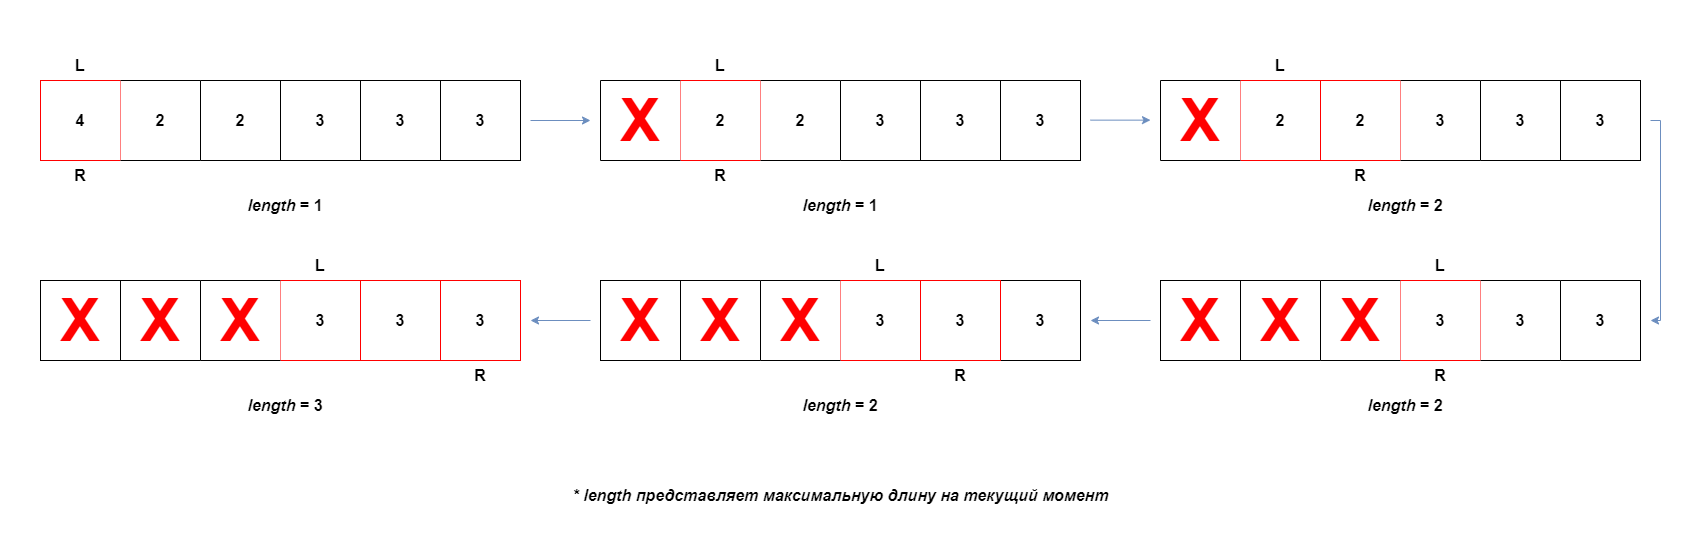 L L L
4 2 2 3 3 3 X 2 2 3 3 3 X 2 2 3 3 3
R R R
length = 1 length = 1 length = 2
L L L
X X X 3 3 3 X X X 3 3 3 X X X 3 3 3
R R R
length = 3 length = 2 length = 2
* length представляет максимальную длину на текущий момент